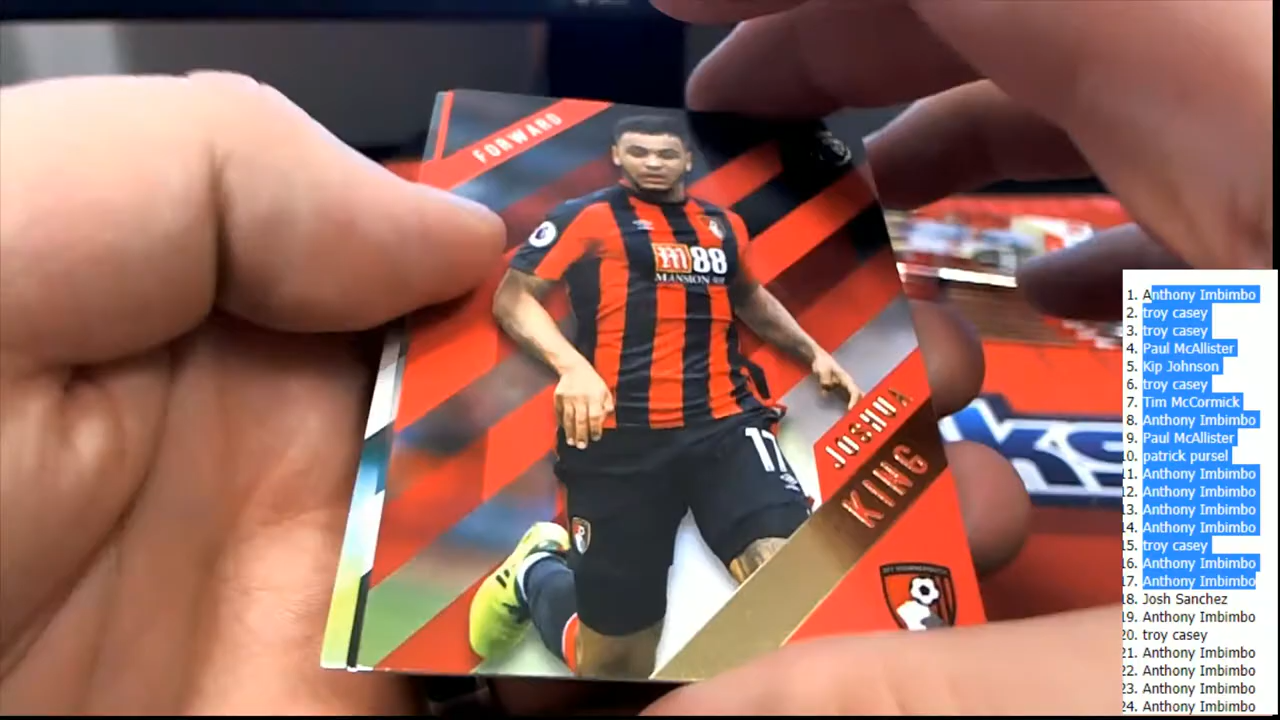 FORWARD
M88
MANSION
17
JOSHUA
KING
KS
1. Anthony Imbimbo
2. troy casey
3. troy casey
4. Paul McAllister
5. Kip Johnson
6. troy casey
7. Tim McCormick
8. Anthony Imbimbo
9. Paul McAllister
10. patrick pursel
11. Anthony Imbimbo
12. Anthony Imbimbo
13. Anthony Imbimbo
14. Anthony Imbimbo
15. troy casey
16. Anthony Imbimbo
17. Anthony Imbimbo
18. Josh Sanchez
19. Anthony Imbimbo
20. troy casey
21. Anthony Imbimbo
22. Anthony Imbimbo
23. Anthony Imbimbo
24. Anthony Imbimbo